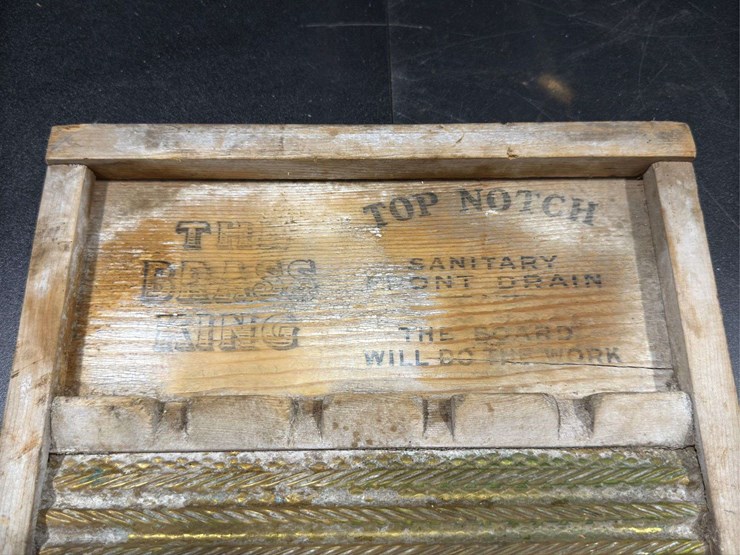 THE
BRASS
KING
TOP NOTCH
SANITARY
FRONT DRAIN
THE BOARD
WILL DO THE WORK